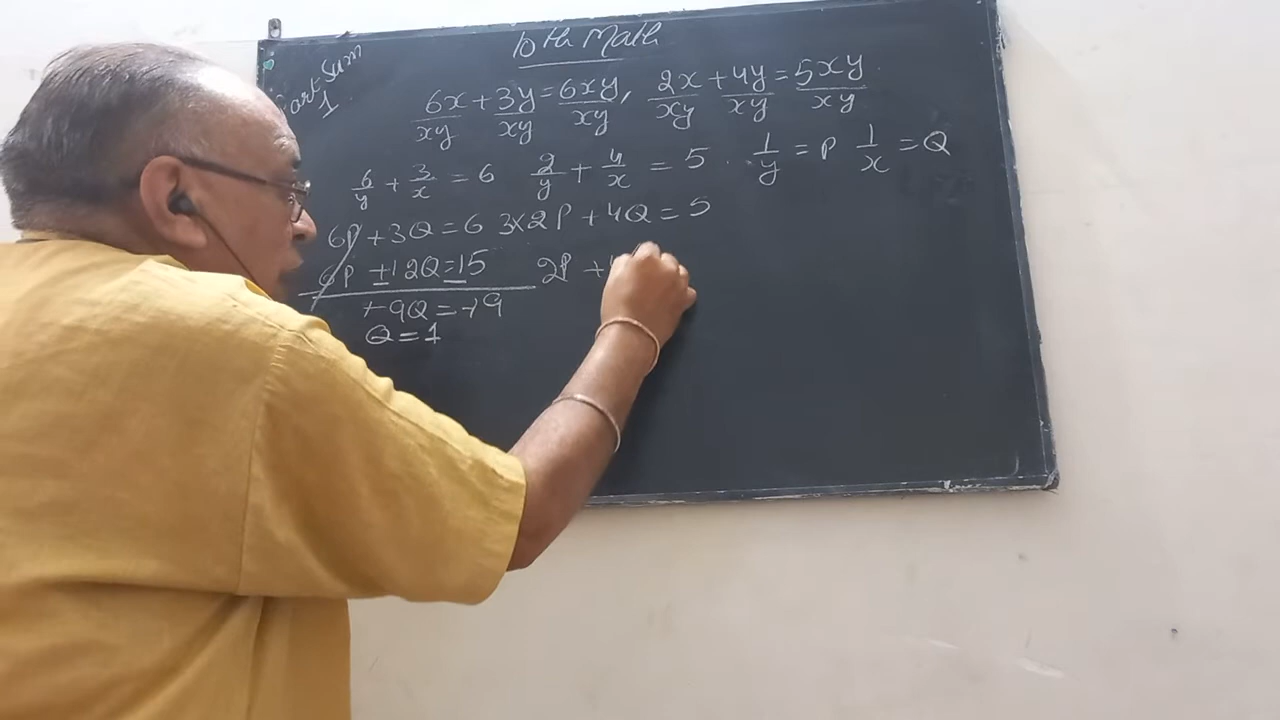 10th Math
Sum
1
6x/xy + 3y/xy = 6xy/xy, 2x/xy + 4y/xy = 5xy/xy
6/y + 3/x = 6 2/y + 4/x = 5 1/y = P 1/x = Q
6P + 3Q = 6 3×2P + 4Q = 5
6P + 12Q = 15 2P +
+9Q = +9
Q = 1